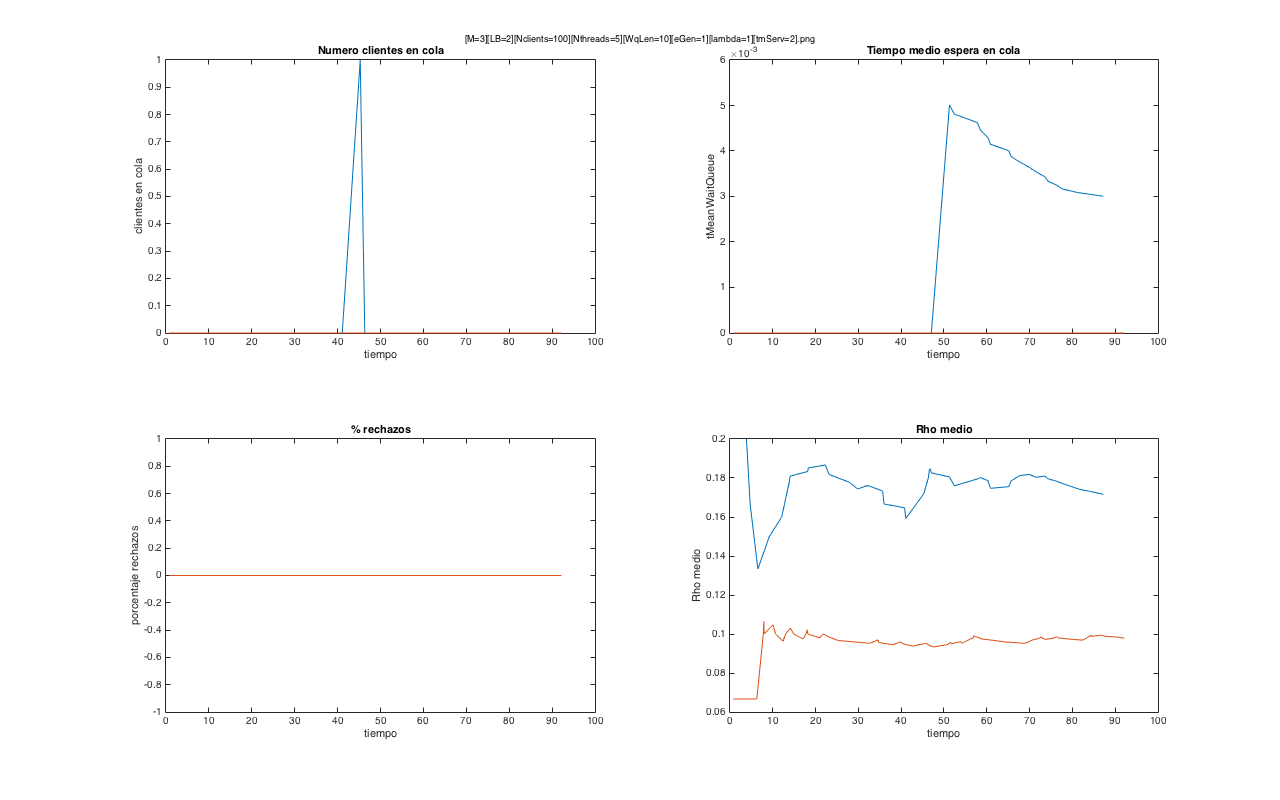 [M=3][LB=2][Nclients=100][Nthreads=5][WqLen=10][eGen=1][lambda=1][tmServ=2].png
Numero clientes en cola
1
0.9
0.8
0.7
0.6
0.5
0.4
0.3
0.2
0.1
0
clientes en cola
0 10 20 30 40 50 60 70 80 90 100
tiempo
Tiempo medio espera en cola
×10⁻³
6
5
4
3
2
1
0
tMeanWaitQueue
0 10 20 30 40 50 60 70 80 90 100
tiempo
% rechazos
1
0.8
0.6
0.4
0.2
0
-0.2
-0.4
-0.6
-0.8
-1
porcentaje rechazos
0 10 20 30 40 50 60 70 80 90 100
tiempo
Rho medio
0.2
0.18
0.16
0.14
0.12
0.1
0.08
0.06
Rho medio
0 10 20 30 40 50 60 70 80 90 100
tiempo